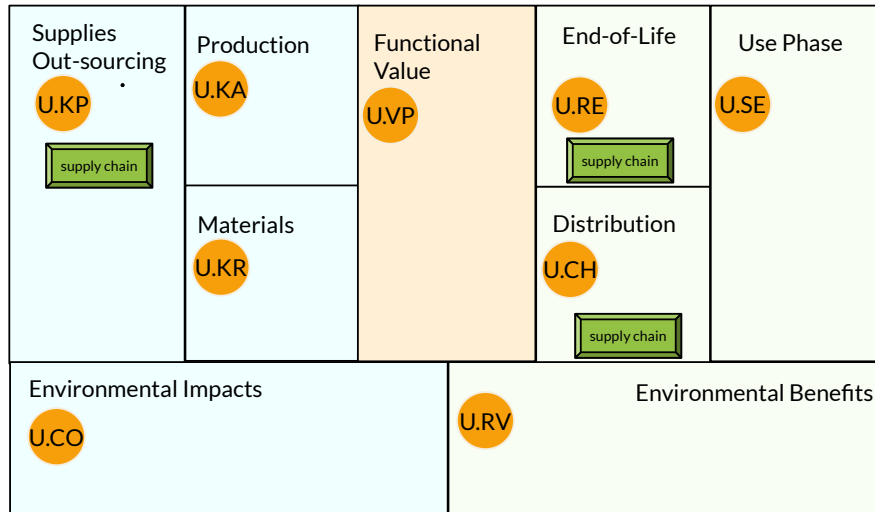 Supplies
Out-sourcing
U.KP
supply chain
Production
U.KA
Materials
U.KR
Functional
Value
U.VP
End-of-Life
U.RE
supply chain
Distribution
U.CH
supply chain
Use Phase
U.SE
Environmental Impacts
U.CO
Environmental Benefits
U.RV